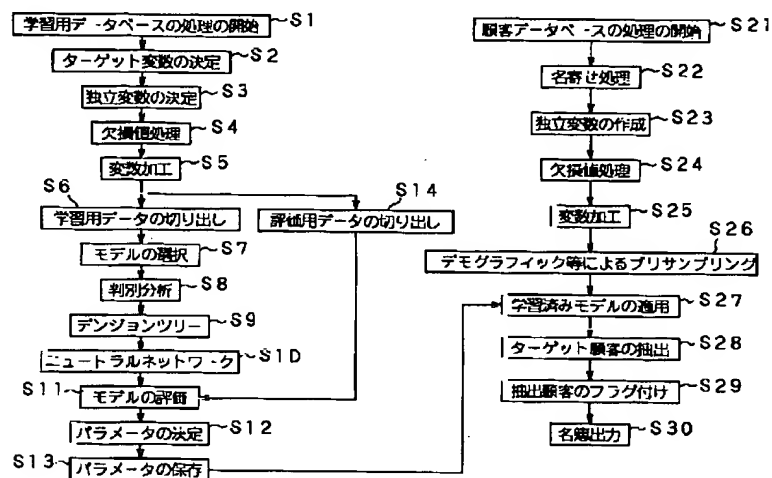 学習用データベースの処理の開始 S1
ターゲット変数の決定 S2
独立変数の決定 S3
欠損値処理 S4
変数加工 S5
S6 学習用データの切り出し
評価用データの切り出し S14
モデルの選択 S7
判別分析 S8
デンジョンツリー S9
ニュートラルネットワーク S10
S11 モデルの評価
パラメータの決定 S12
S13 パラメータの保存
顧客データベースの処理の開始 S21
名寄せ処理 S22
独立変数の作成 S23
欠損値処理 S24
変数加工 S25
デモグラフィック等によるプリサンプリング S26
学習済みモデルの適用 S27
ターゲット顧客の抽出 S28
抽出顧客のフラグ付け S29
名簿出力 S30